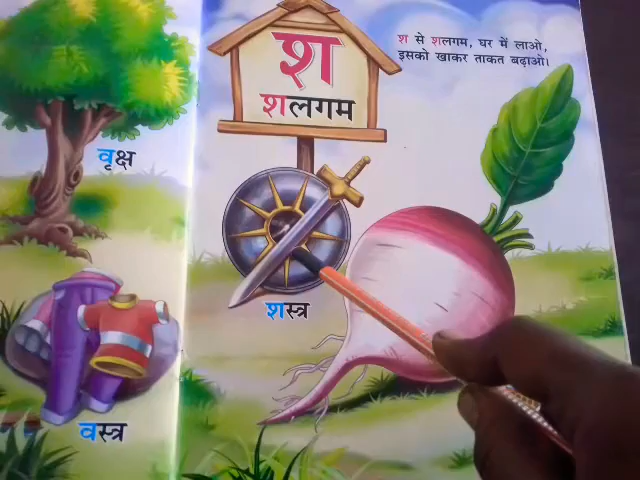 वृक्ष
वस्त्र
श
शलगम
श से शलगम, घर में लाओ,
इसको खाकर ताकत बढ़ाओ।
शस्त्र